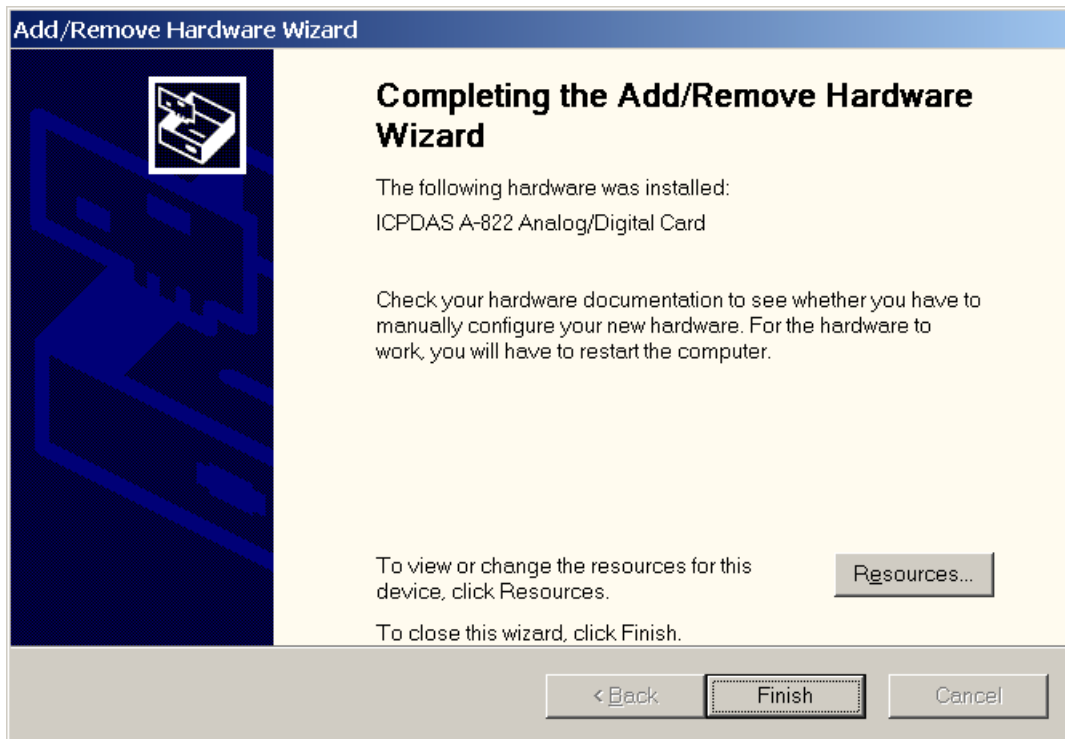 Add/Remove Hardware Wizard
Completing the Add/Remove Hardware
Wizard
The following hardware was installed:
ICPDAS A-822 Analog/Digital Card
Check your hardware documentation to see whether you have to
manually configure your new hardware. For the hardware to
work, you will have to restart the computer.
To view or change the resources for this
device, click Resources.
Resources...
To close this wizard, click Finish.
< Back
Finish
Cancel